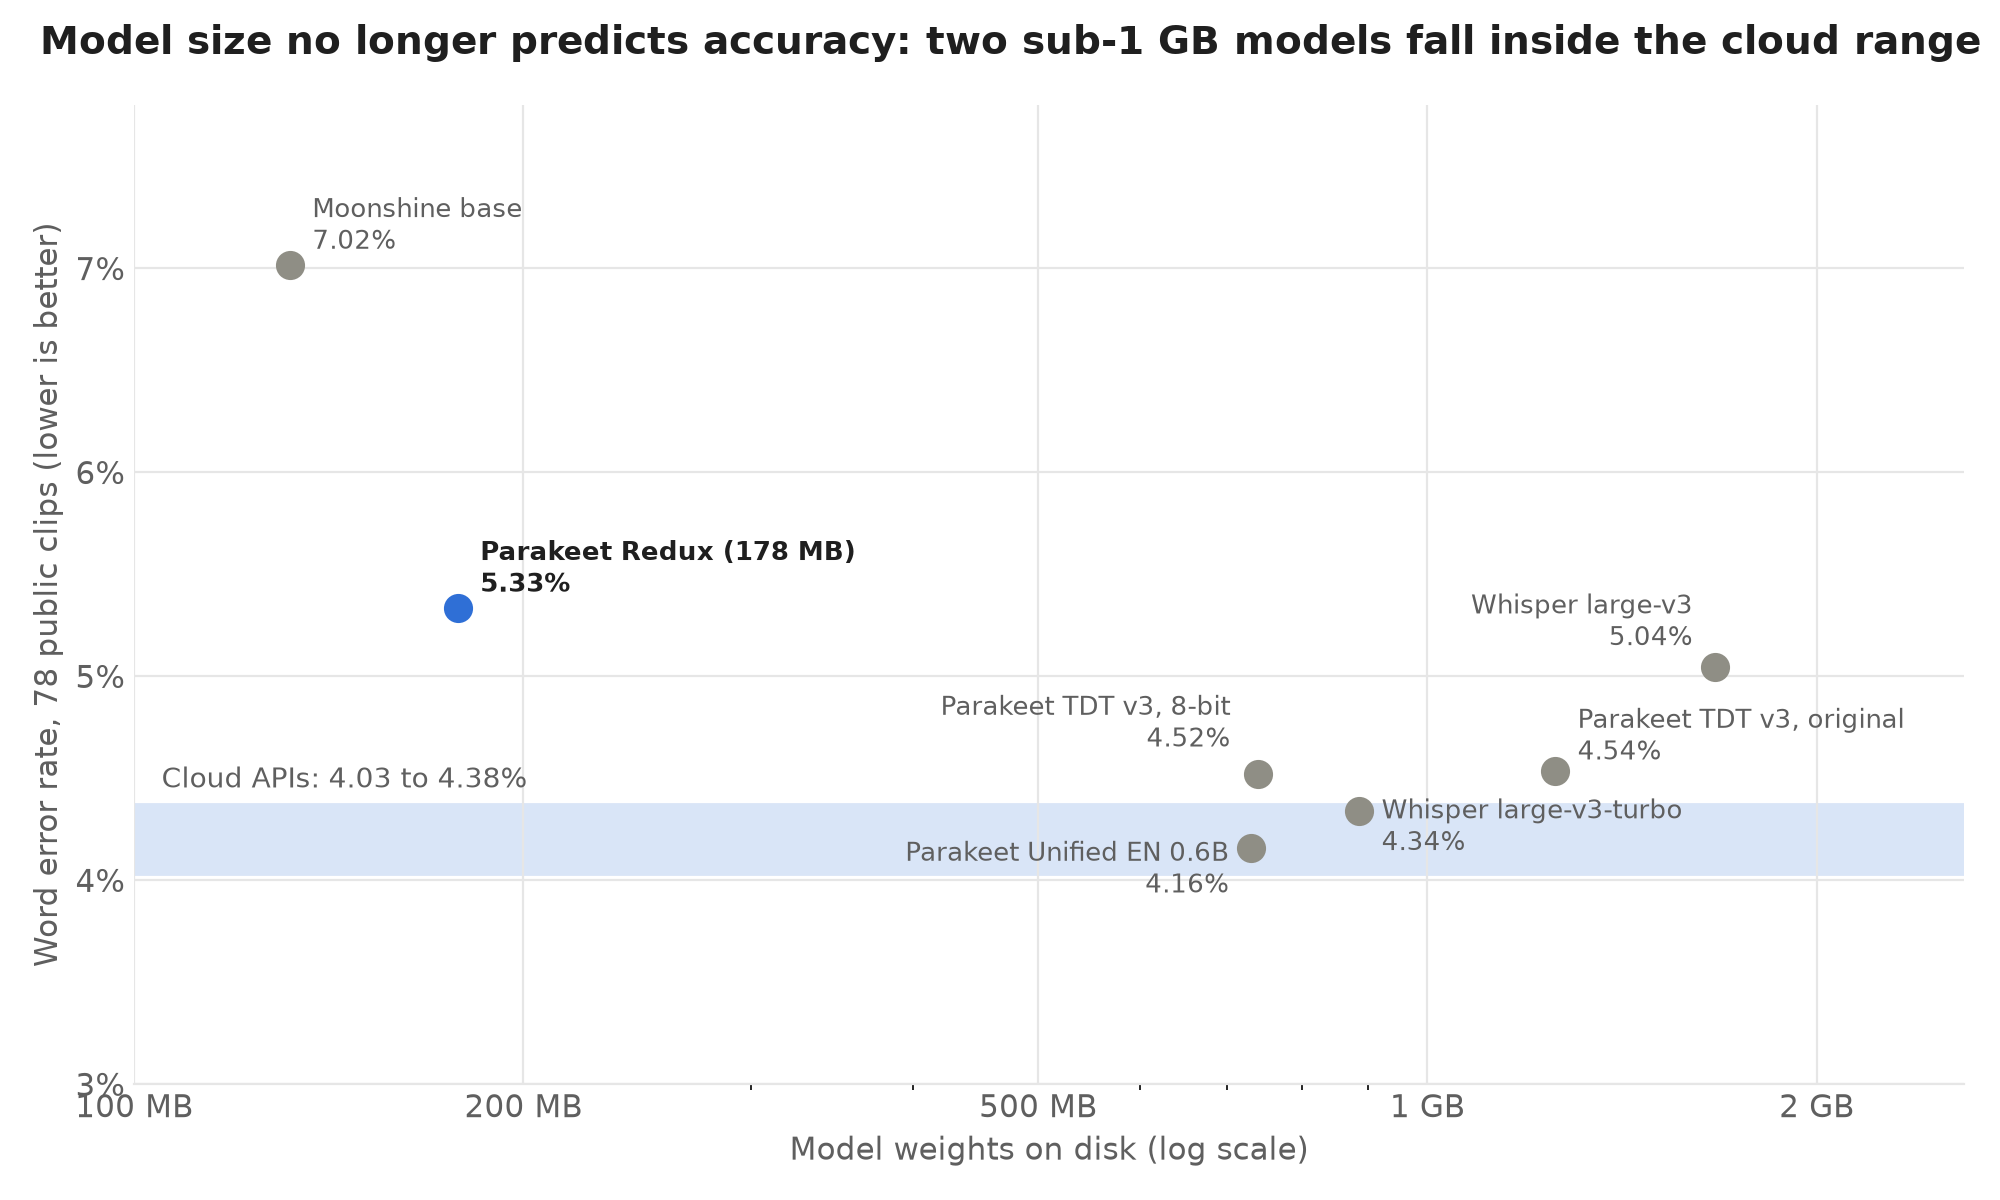 Model size no longer predicts accuracy: two sub-1 GB models fall inside the cloud range
Word error rate, 78 public clips (lower is better)
7%
6%
5%
4%
3%
Moonshine base
7.02%
Parakeet Redux (178 MB)
5.33%
Whisper large-v3
5.04%
Parakeet TDT v3, 8-bit
4.52%
Parakeet TDT v3, original
4.54%
Cloud APIs: 4.03 to 4.38%
Whisper large-v3-turbo
4.34%
Parakeet Unified EN 0.6B
4.16%
100 MB
200 MB
500 MB
1 GB
2 GB
Model weights on disk (log scale)